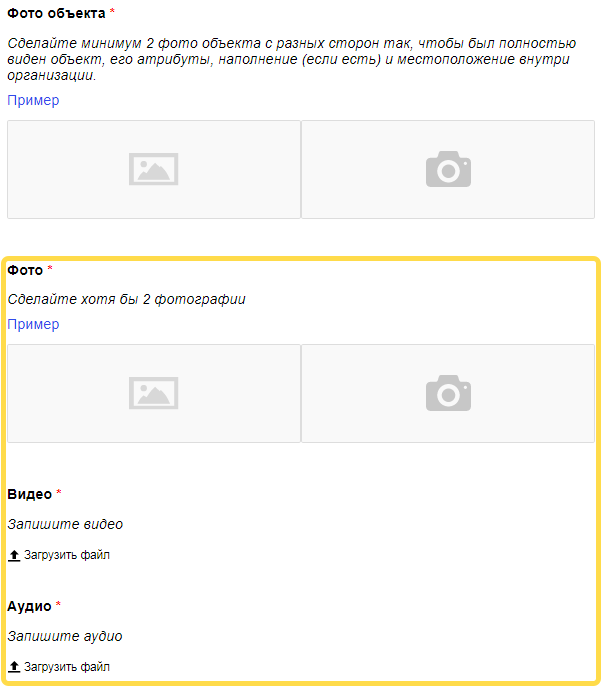 Фото объекта *
Сделайте минимум 2 фото объекта с разных сторон так, чтобы был полностью
виден объект, его атрибуты, наполнение (если есть) и местоположение внутри
организации.
Пример
Фото *
Сделайте хотя бы 2 фотографии
Пример
Видео *
Запишите видео
Загрузить файл
Аудио *
Запишите аудио
Загрузить файл